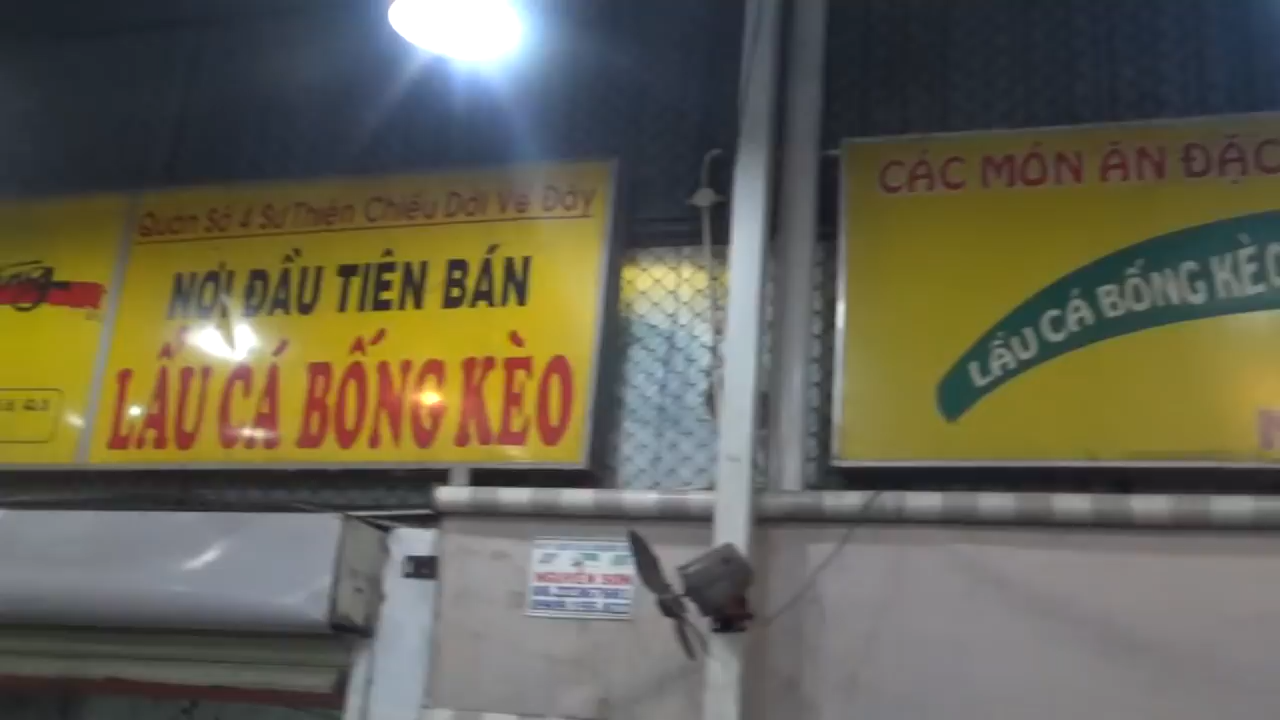 Quán Số 4 Sư Thiện Chiếu Dời Về Đây
NƠI ĐẦU TIÊN BÁN
LẨU CÁ BỐNG KÈO
CÁC MÓN ĂN ĐẶC
LẨU CÁ BỐNG KÈO
NGUYỄN SƠN